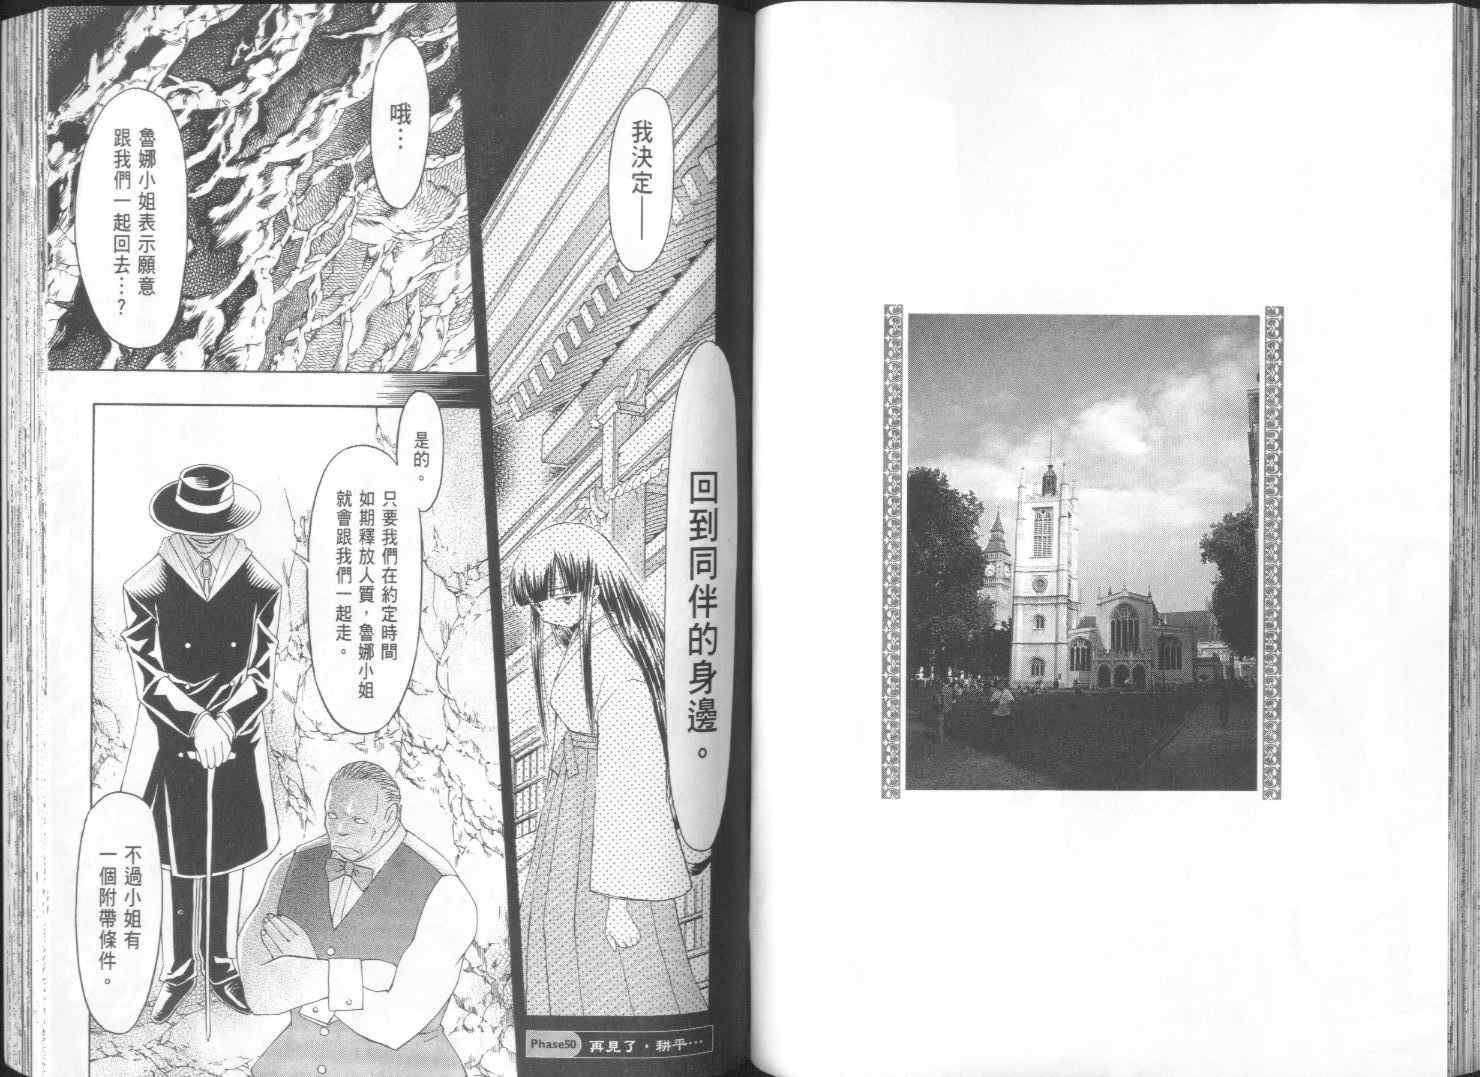 我決定——
回到同伴的身邊。
Phase50 再見了，耕平…
哦…
魯娜小姐表示願意
跟我們一起回去…？
是的。
只要我們在約定時間
如期釋放人質，魯娜小姐
就會跟我們一起走。
不過小姐有
一個附帶條件。